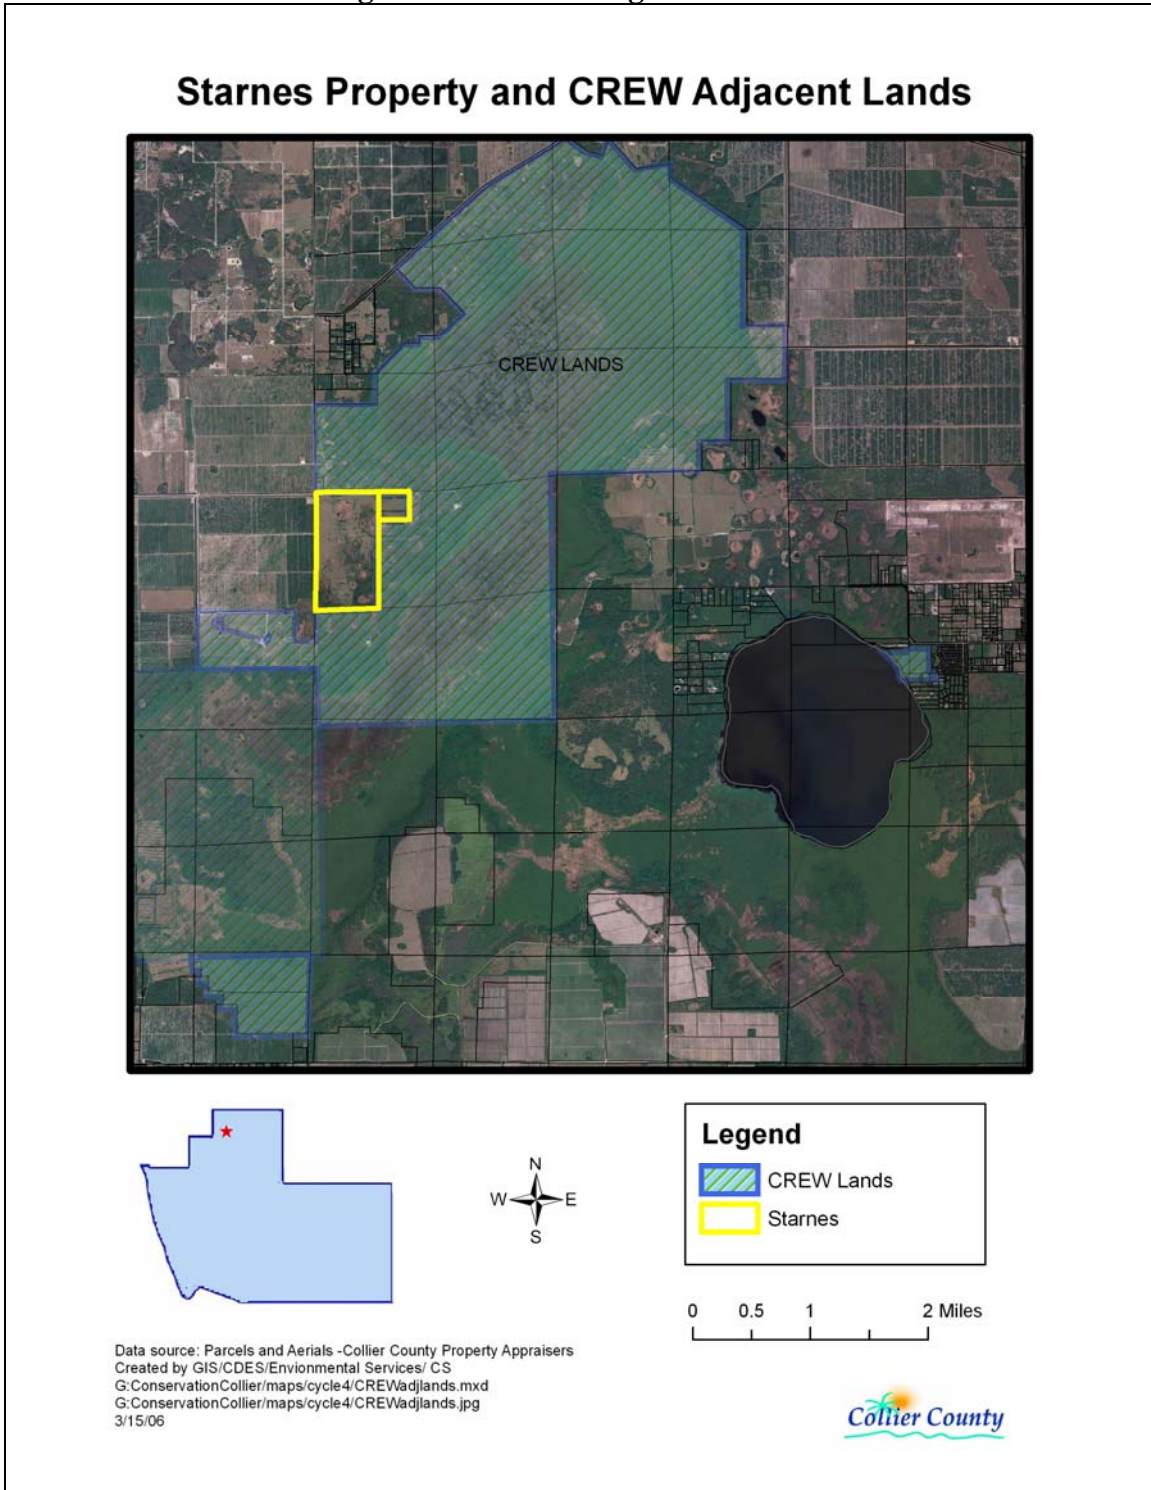 Starnes Property and CREW Adjacent Lands
CREW LANDS
N
W E
S
Legend
CREW Lands
Starnes
0 0.5 1 2 Miles
Data source: Parcels and Aerials -Collier County Property Appraisers
Created by GIS/CDES/Envionmental Services/ CS
G:ConservationCollier/maps/cycle4/CREWadjlands.mxd
G:ConservationCollier/maps/cycle4/CREWadjlands.jpg
3/15/06
Collier County